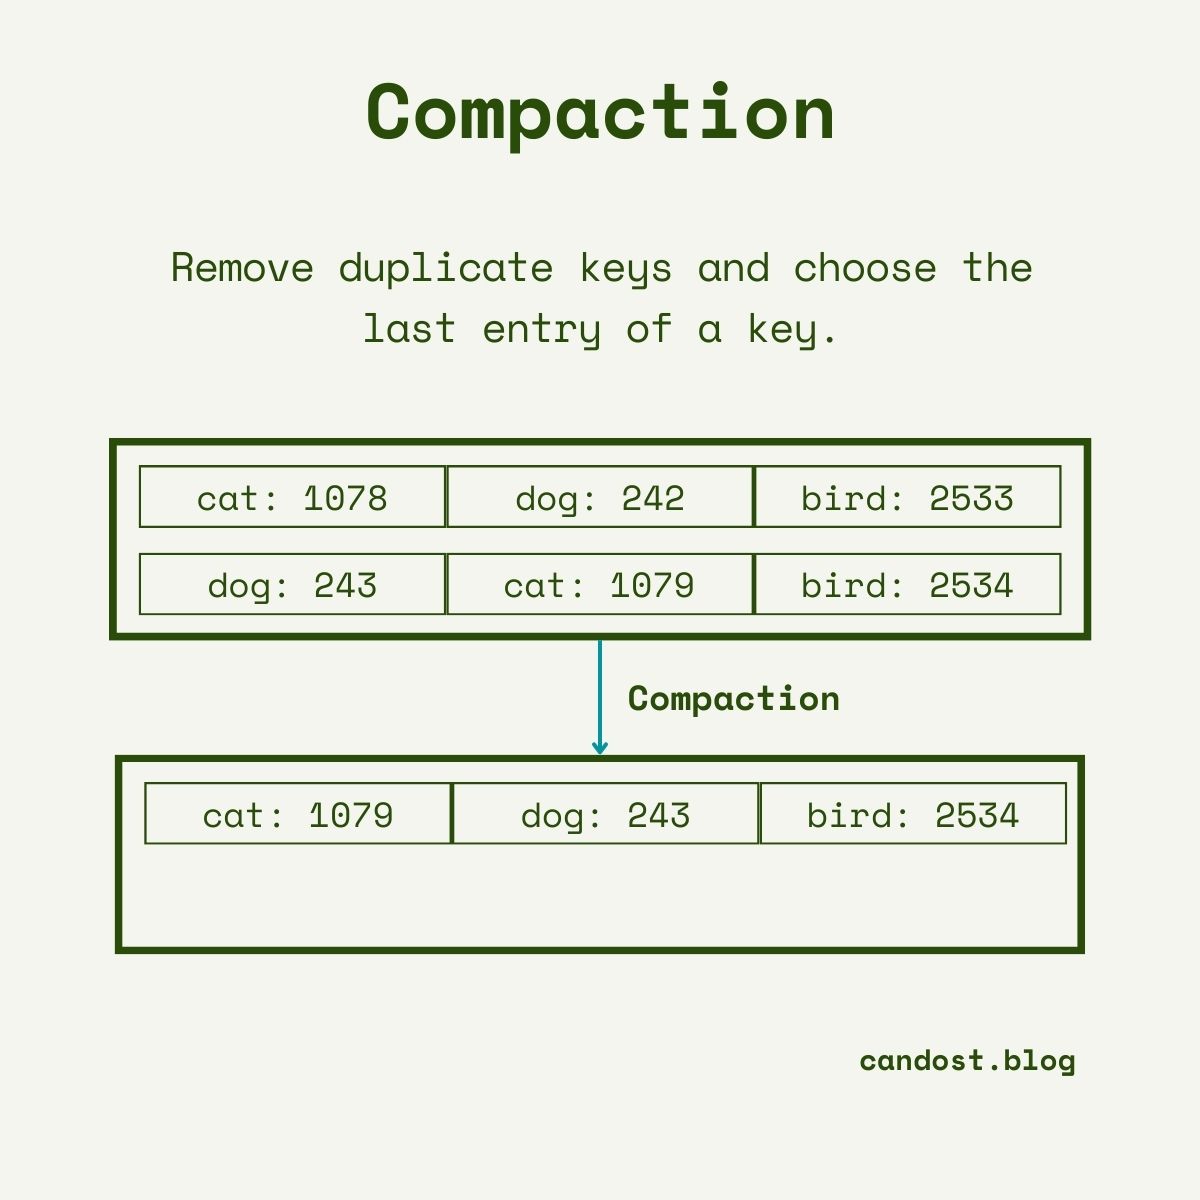 Compaction
Remove duplicate keys and choose the
last entry of a key.
cat: 1078 dog: 242 bird: 2533
dog: 243 cat: 1079 bird: 2534
Compaction
cat: 1079 dog: 243 bird: 2534
candost.blog